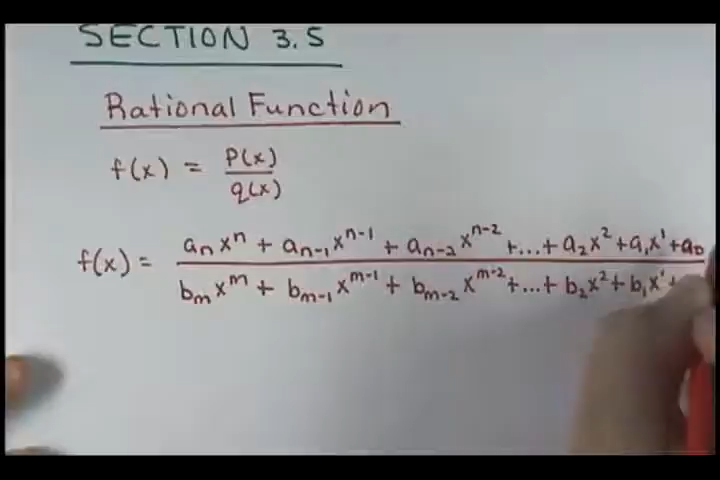 SECTION 3.5
Rational Function
f(x) = p(x)/q(x)
f(x) = (aₙxⁿ + aₙ₋₁xⁿ⁻¹ + aₙ₋₂xⁿ⁻² + ... + a₂x² + a₁x¹ + a₀)/(bₘxᵐ + bₘ₋₁xᵐ⁻¹ + bₘ₋₂xᵐ⁻² + ... + b₂x² + b₁x¹ +